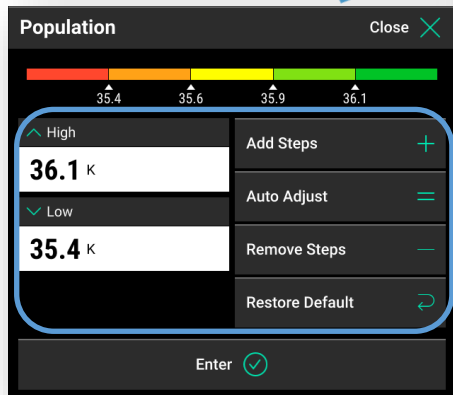 Population Close
35.4 35.6 35.9 36.1
High
36.1 K
Low
35.4 K
Add Steps
Auto Adjust
Remove Steps
Restore Default
Enter